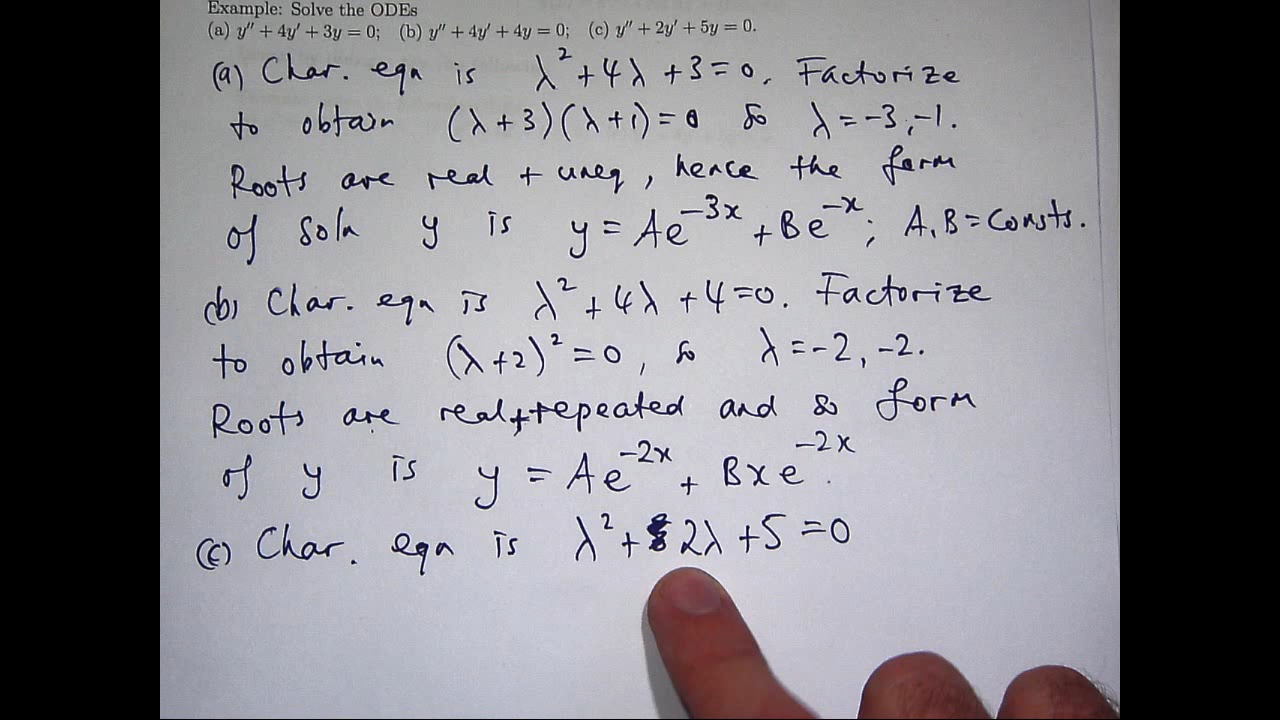 Example: Solve the ODEs
(a) y″ + 4y′ + 3y = 0; (b) y″ + 4y′ + 4y = 0; (c) y″ + 2y′ + 5y = 0.
(a) Char. eqn is λ² + 4λ + 3 = 0. Factorize
to obtain (λ + 3)(λ + 1) = 0 so λ = -3, -1.
Roots are real + uneq, hence the form
of soln y is y = Ae^{-3x} + Be^{-x}; A, B = consts.
(b) Char. eqn is λ² + 4λ + 4 = 0. Factorize
to obtain (λ + 2)² = 0, so λ = -2, -2.
Roots are real + repeated and so form
of y is y = Ae^{-2x} + Bxe^{-2x}.
(c) Char. eqn is λ² + 2λ + 5 = 0